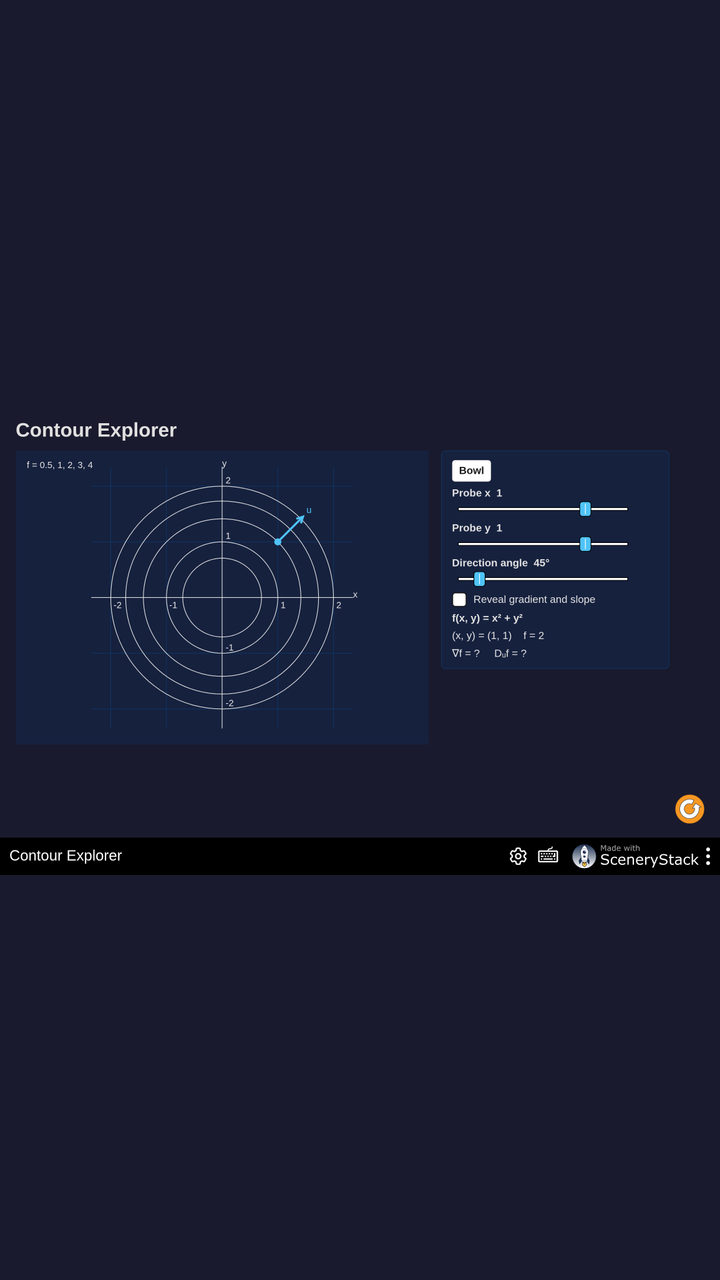 Contour Explorer
f = 0.5, 1, 2, 3, 4
y
2
u
1
x
-2
-1
1
2
-1
-2
Bowl
Probe x 1
Probe y 1
Direction angle 45°
Reveal gradient and slope
f(x, y) = x² + y²
(x, y) = (1, 1) f = 2
∇f = ? Dᵤf = ?
Contour Explorer
Made with
SceneryStack